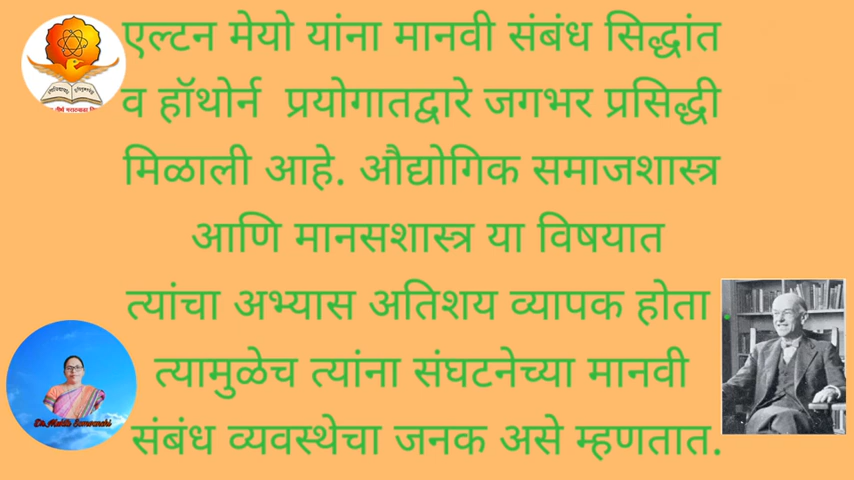 एल्टन मेयो यांना मानवी संबंध सिद्धांत
व हॉथोर्न प्रयोगातद्वारे जगभर प्रसिद्धी
मिळाली आहे. औद्योगिक समाजशास्त्र
आणि मानसशास्त्र या विषयात
त्यांचा अभ्यास अतिशय व्यापक होता .
त्यामुळेच त्यांना संघटनेच्या मानवी
संबंध व्यवस्थेचा जनक असे म्हणतात.